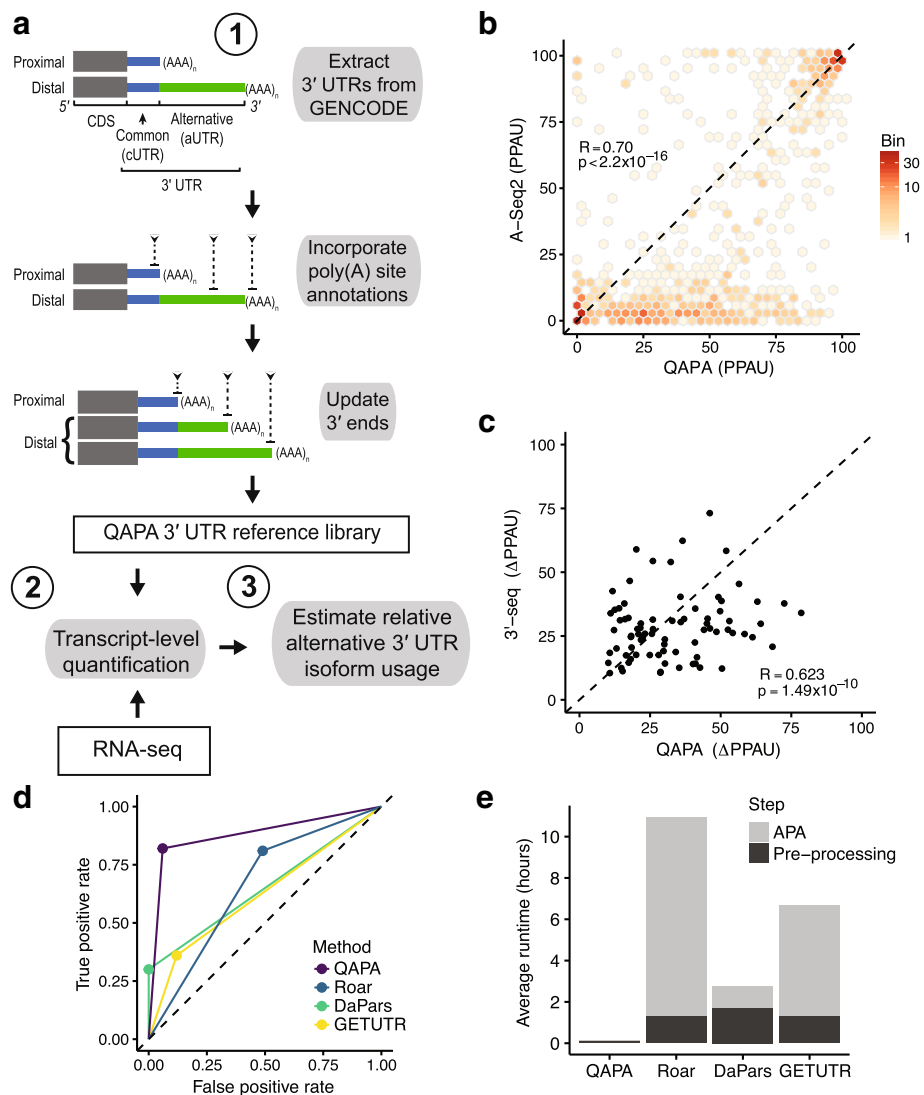 a
1
Proximal
(AAA)n
Distal
(AAA)n
5′
3′
CDS
Common
(cUTR)
Alternative
(aUTR)
3′ UTR
Extract
3′ UTRs from
GENCODE
Proximal
(AAA)n
Distal
(AAA)n
Incorporate
poly(A) site
annotations
Proximal
(AAA)n
Distal
{
(AAA)n
(AAA)n
Update
3′ ends
QAPA 3′ UTR reference library
2
3
Transcript-level
quantification
Estimate relative
alternative 3′ UTR
isoform usage
RNA-seq
b
100
75
50
25
0
A-Seq2 (PPAU)
R = 0.70
p < 2.2x10−16
0 25 50 75 100
QAPA (PPAU)
Bin
30
10
1
c
100
75
50
25
0
3′−seq (ΔPPAU)
R = 0.623
p = 1.49x10−10
0 25 50 75 100
QAPA (ΔPPAU)
d
1.00
0.75
0.50
0.25
0.00
True positive rate
Method
QAPA
Roar
DaPars
GETUTR
0.00 0.25 0.50 0.75 1.00
False positive rate
e
10
8
6
4
2
0
Average runtime (hours)
Step
APA
Pre−processing
QAPA Roar DaPars GETUTR